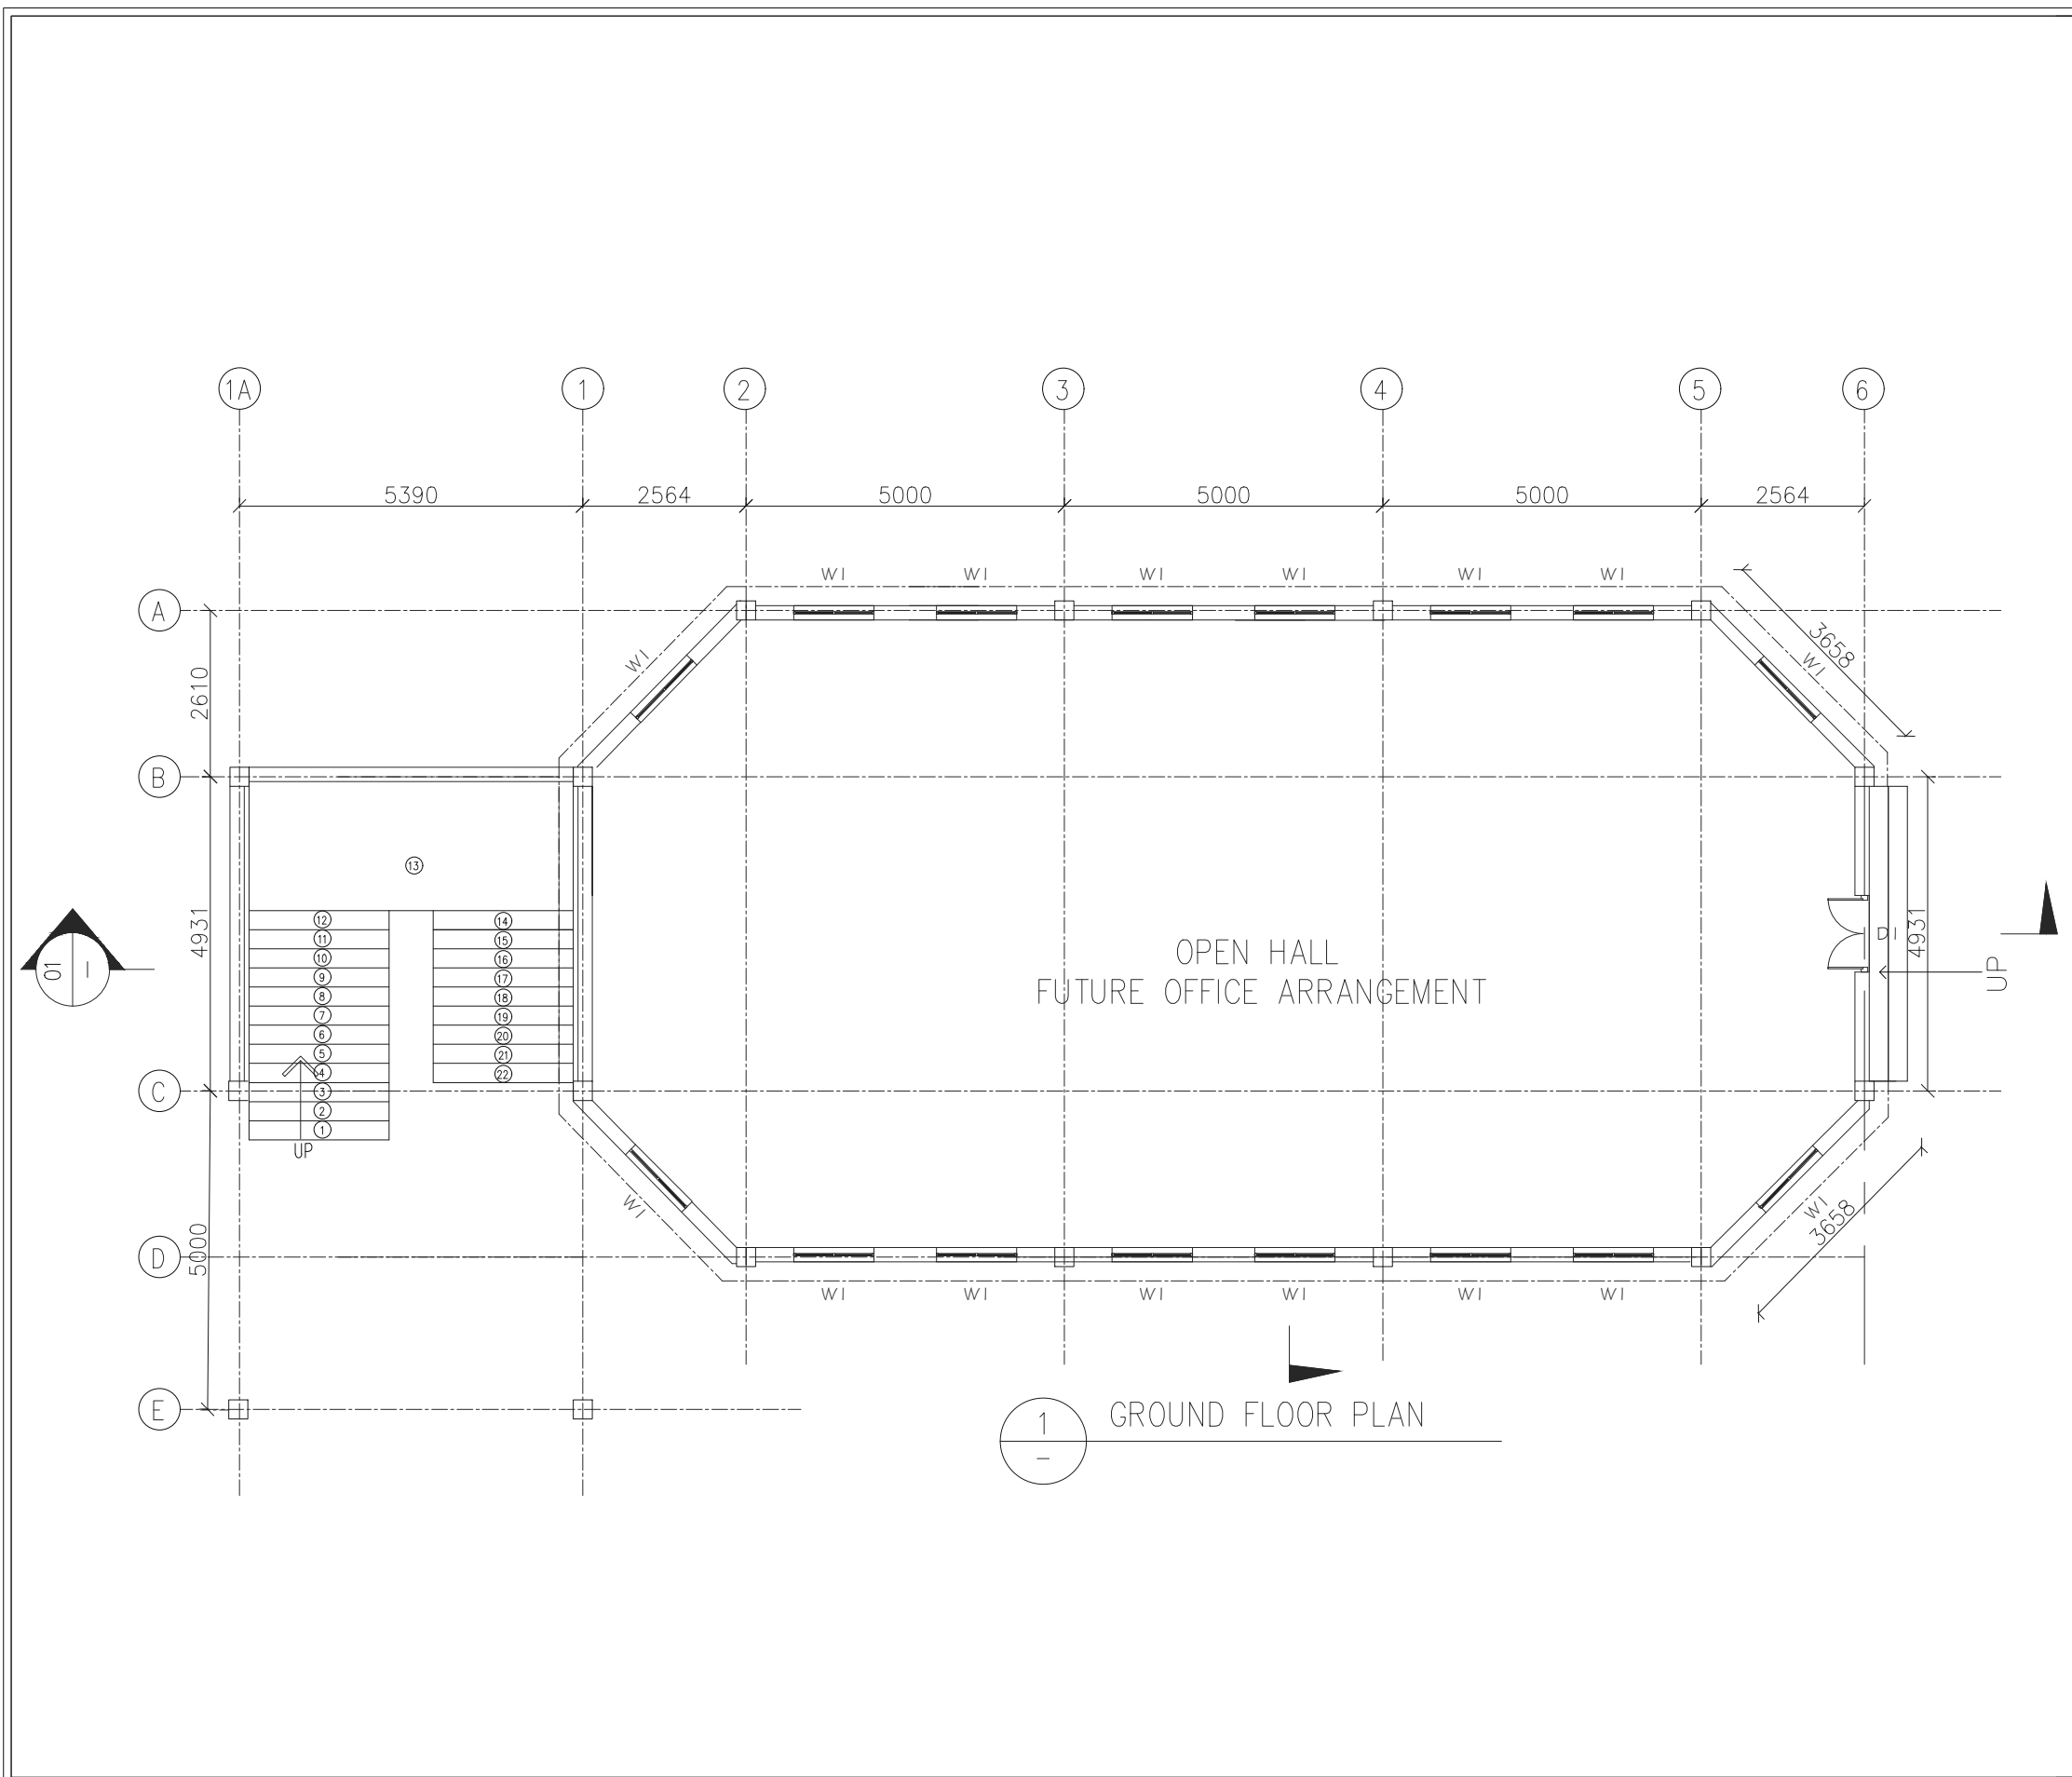 1A 1 2 3 4 5 6
5390 2564 5000 5000 5000 2564
W1 W1 W1 W1 W1 W1
A
3658
W1
W1
2610
B
13
4931
12 14
11 15
10 16
9 17
8 18
7 19
6 20
5 21
4 22
3
2
1
UP
01
-
OPEN HALL
FUTURE OFFICE ARRANGEMENT
D1
4931
UP
C
5000
W1
W1
3658
D
W1 W1 W1 W1 W1 W1
E
1
-
GROUND FLOOR PLAN